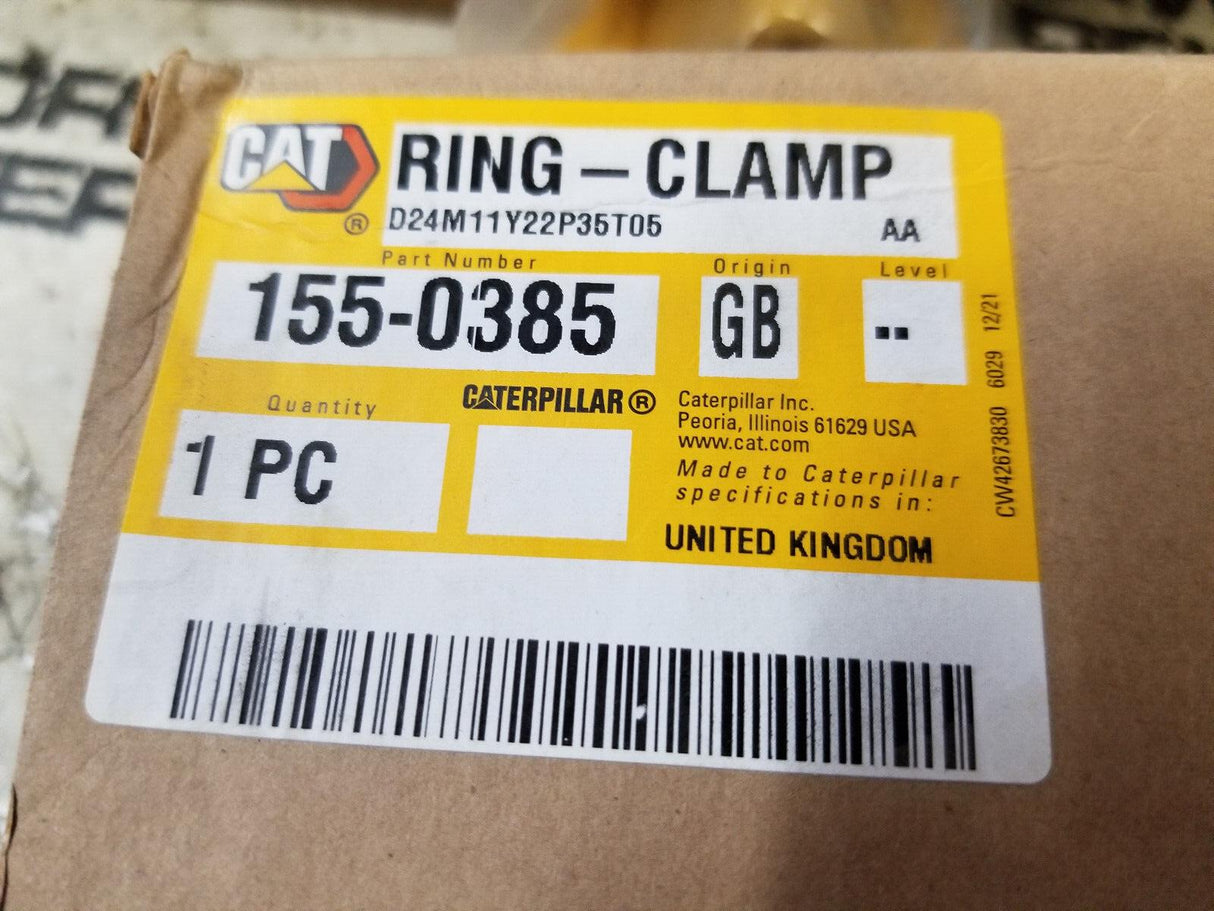 CAT
®
RING – CLAMP
D24M11Y22P35T05 AA
Part Number Origin Level
155-0385 GB --
Quantity
1 PC
CATERPILLAR®
Caterpillar Inc.
Peoria, Illinois 61629 USA
www.cat.com
Made to Caterpillar
specifications in:
UNITED KINGDOM
CW42673830 6029 12/21